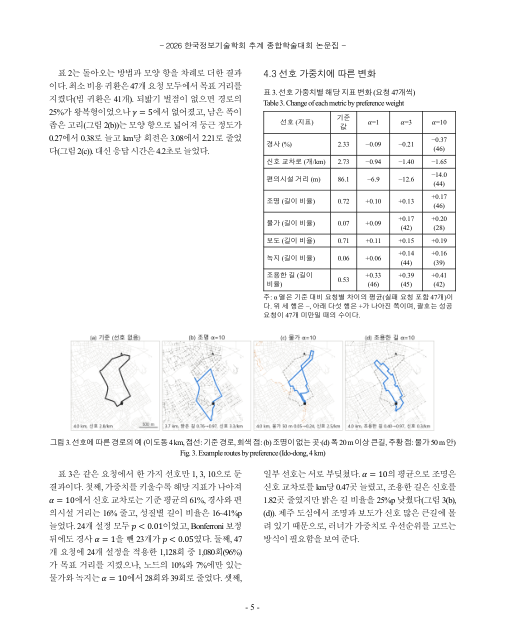 - 2026 한국정보기술학회 추계 종합학술대회 논문집 -
표 2는 돌아오는 방법과 모양 항을 차례로 더한 결과
이다. 최소 비용 귀환은 47개 요청 모두에서 목표 거리를
지켰다(빔 귀환은 41개). 되밟기 벌점이 없으면 경로의
25%가 왕복형이었으나 γ = 5에서 없어졌고, 남은 폭이
좁은 고리(그림 2(b))는 모양 항으로 넓어져 둥근 정도가
0.27에서 0.38로 늘고 km당 회전은 3.08에서 2.21로 줄었
다(그림 2(c)). 대신 응답 시간은 4.2초로 늘었다.
4.3 선호 가중치에 따른 변화
표 3. 선호 가중치별 해당 지표 변화 (요청 47개씩)
Table 3. Change of each metric by preference weight
선호 (지표) 기준값 α=1 α=3 α=10
경사 (%) 2.33 −0.09 −0.21 −0.37 (46)
신호 교차로 (개/km) 2.73 −0.94 −1.40 −1.65
편의시설 거리 (m) 86.1 −6.9 −12.6 −14.0 (44)
조명 (길이 비율) 0.72 +0.10 +0.13 +0.17 (46)
물가 (길이 비율) 0.07 +0.09 +0.17 (42) +0.20 (28)
보도 (길이 비율) 0.71 +0.11 +0.15 +0.19
녹지 (길이 비율) 0.06 +0.06 +0.14 (44) +0.16 (39)
조용한 길 (길이 비율) 0.53 +0.33 (46) +0.39 (45) +0.41 (42)
주: α 열은 기준 대비 요청별 차이의 평균(실패 요청 포함 47개)이
다. 위 세 행은 −, 아래 다섯 행은 +가 나아진 쪽이며, 괄호는 성공
요청이 47개 미만일 때의 수이다.
(a) 기준 (선호 없음)
(b) 조명 α=10
(c) 물가 α=10
(d) 조용한 길 α=10
500 m
그림 3. 선호에 따른 경로의 예 (이도동 4 km, 점선: 기준 경로, 회색 점: (b) 조명이 없는 곳·(d) 폭 20 m 이상 큰길, 주황 점: 물가 50 m 안)
Fig. 3. Example routes by preference (Ido-dong, 4 km)
표 3은 같은 요청에서 한 가지 선호만 1, 3, 10으로 둔
결과이다. 첫째, 가중치를 키울수록 해당 지표가 나아져
α = 10에서 신호 교차로는 기준 평균의 61%, 경사와 편
의시설 거리는 16% 줄고, 성질별 길이 비율은 16–41%p
늘었다. 24개 설정 모두 p < 0.01이었고, Bonferroni 보정
뒤에도 경사 α = 1을 뺀 23개가 p < 0.05였다. 둘째, 47
개 요청에 24개 설정을 적용한 1,128회 중 1,080회(96%)
가 목표 거리를 지켰으나, 노드의 10%와 7%에만 있는
물가와 녹지는 α = 10에서 28회와 39회로 줄었다. 셋째,
일부 선호는 서로 부딪쳤다. α = 10의 평균으로 조명은
신호 교차로를 km당 0.47곳 늘렸고, 조용한 길은 신호를
1.82곳 줄였지만 밝은 길 비율을 25%p 낮췄다(그림 3(b),
(d)). 제주 도심에서 조명과 보도가 신호 많은 큰길에 몰
려 있기 때문으로, 러너가 가중치로 우선순위를 고르는
방식이 필요함을 보여 준다.
- 5 -